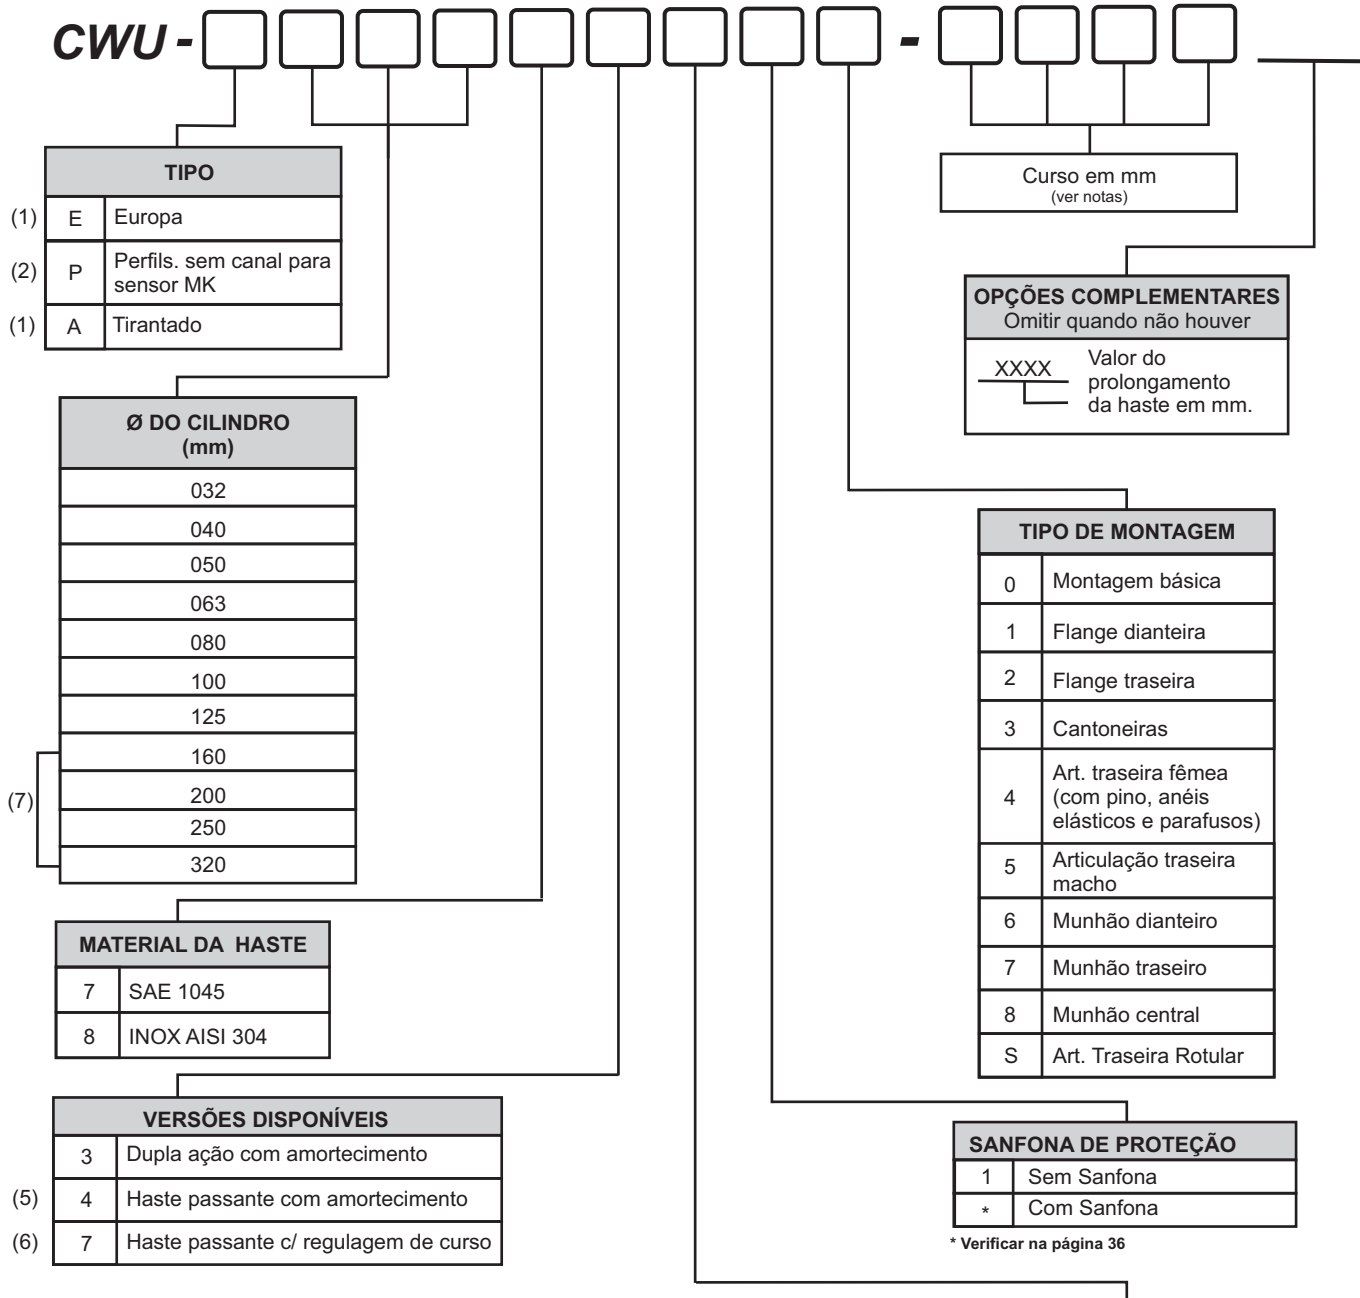 CWU - -
TIPO
(1) E Europa
(2) P Perfils. sem canal para
sensor MK
(1) A Tirantado
Ø DO CILINDRO
(mm)
032
040
050
063
080
100
125
160
(7) 200
250
320
MATERIAL DA HASTE
7 SAE 1045
8 INOX AISI 304
VERSÕES DISPONÍVEIS
3 Dupla ação com amortecimento
(5) 4 Haste passante com amortecimento
(6) 7 Haste passante c/ regulagem de curso
Curso em mm
(ver notas)
OPÇÕES COMPLEMENTARES
Omitir quando não houver
XXXX Valor do
prolongamento
da haste em mm.
TIPO DE MONTAGEM
0 Montagem básica
1 Flange dianteira
2 Flange traseira
3 Cantoneiras
4 Art. traseira fêmea
(com pino, anéis
elásticos e parafusos)
5 Articulação traseira
macho
6 Munhão dianteiro
7 Munhão traseiro
8 Munhão central
S Art. Traseira Rotular
SANFONA DE PROTEÇÃO
1 Sem Sanfona
* Com Sanfona
* Verificar na página 36